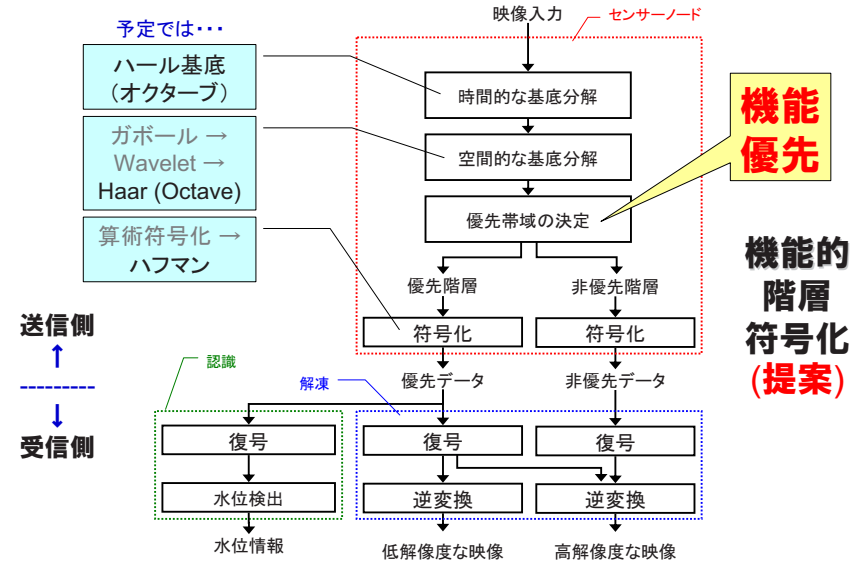 予定では・・・
映像入力
センサーノード
ハール基底
(オクターブ)
時間的な基底分解
機能
優先
ガボール →
Wavelet →
Haar (Octave)
空間的な基底分解
優先帯域の決定
算術符号化 →
ハフマン
機能的
階層
符号化
(提案)
優先階層
非優先階層
送信側
↑
---------
↓
受信側
符号化
符号化
認識
解凍
優先データ
非優先データ
復号
復号
復号
水位検出
逆変換
逆変換
水位情報
低解像度な映像
高解像度な映像